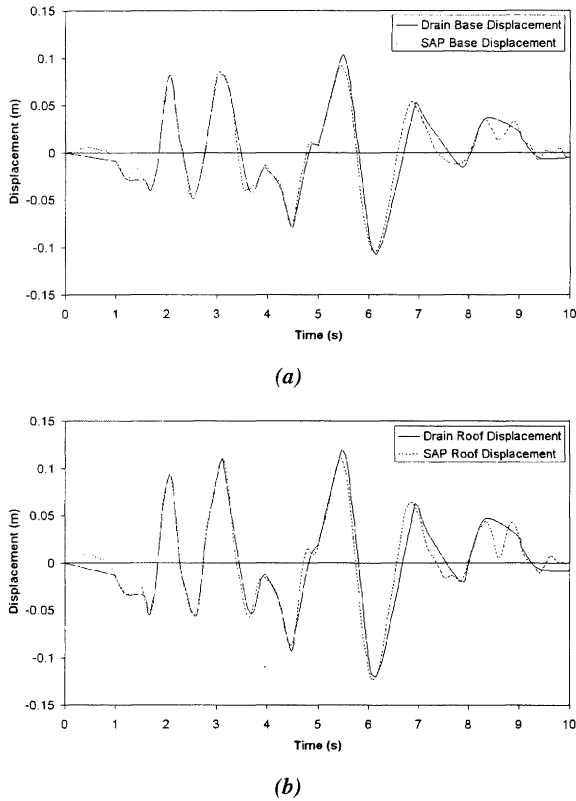 Drain Base Displacement
SAP Base Displacement
0.15
0.1
0.05
0
-0.05
-0.1
-0.15
Displacement (m)
0 1 2 3 4 5 6 7 8 9 10
Time (s)
(a)
Drain Roof Displacement
SAP Roof Displacement
0.15
0.1
0.05
0
-0.05
-0.1
-0.15
Displacement (m)
0 1 2 3 4 5 6 7 8 9 10
Time (s)
(b)